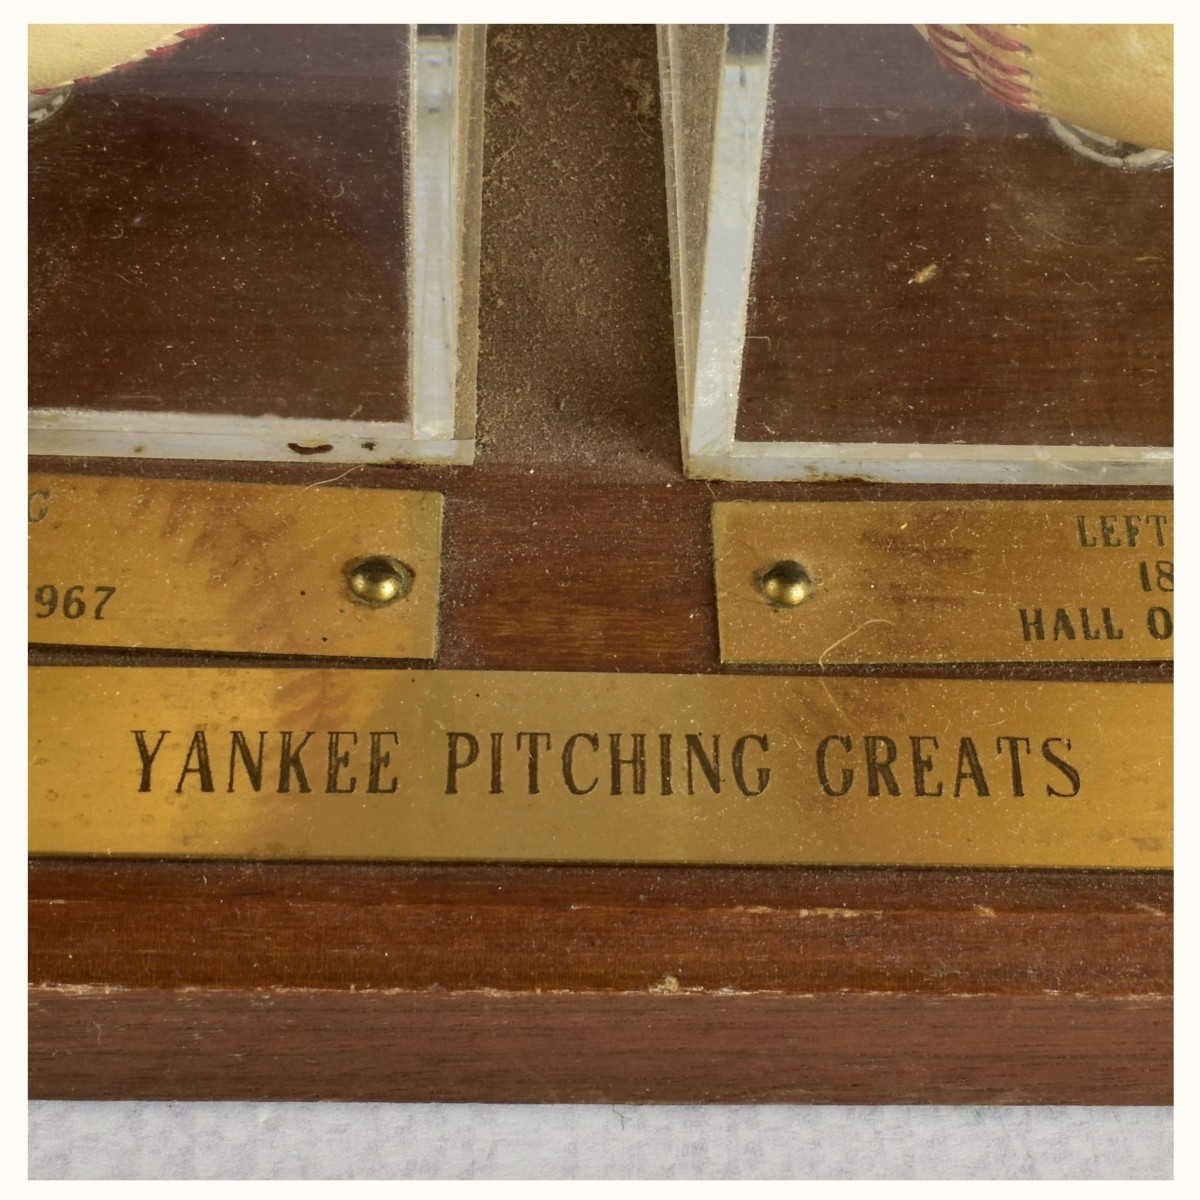 G
967
LEFT
18
HALL O
YANKEE PITCHING GREATS